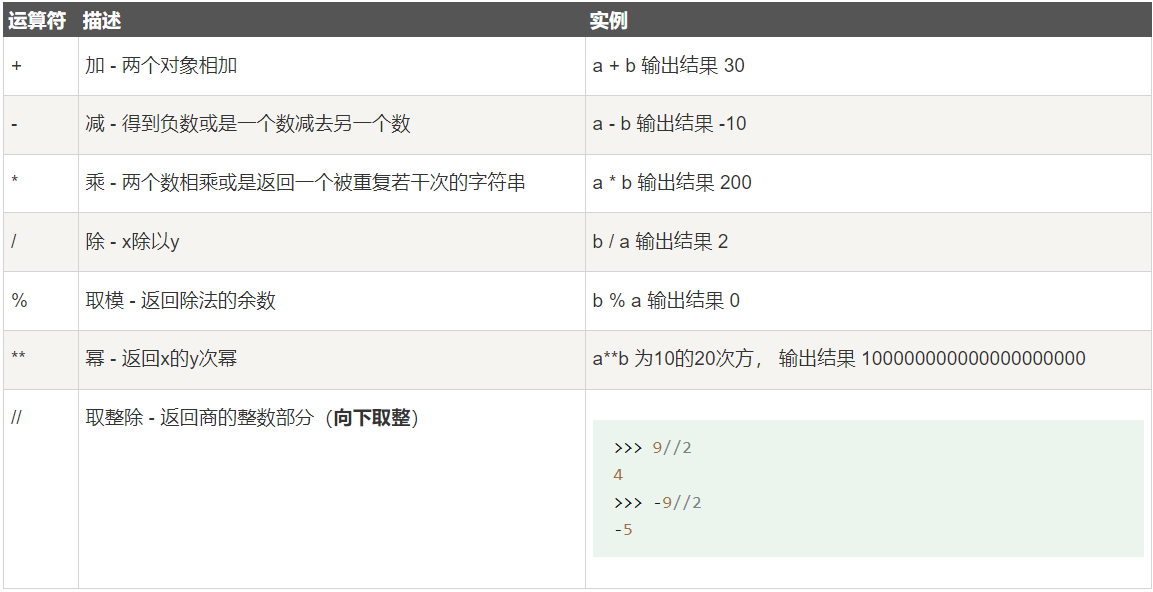 运算符 描述 实例
+ 加 - 两个对象相加 a + b 输出结果 30
- 减 - 得到负数或是一个数减去另一个数 a - b 输出结果 -10
* 乘 - 两个数相乘或是返回一个被重复若干次的字符串 a * b 输出结果 200
/ 除 - x除以y b / a 输出结果 2
% 取模 - 返回除法的余数 b % a 输出结果 0
** 幂 - 返回x的y次幂 a**b 为10的20次方， 输出结果 100000000000000000000
// 取整除 - 返回商的整数部分（向下取整）
>>> 9//2
4
>>> -9//2
-5